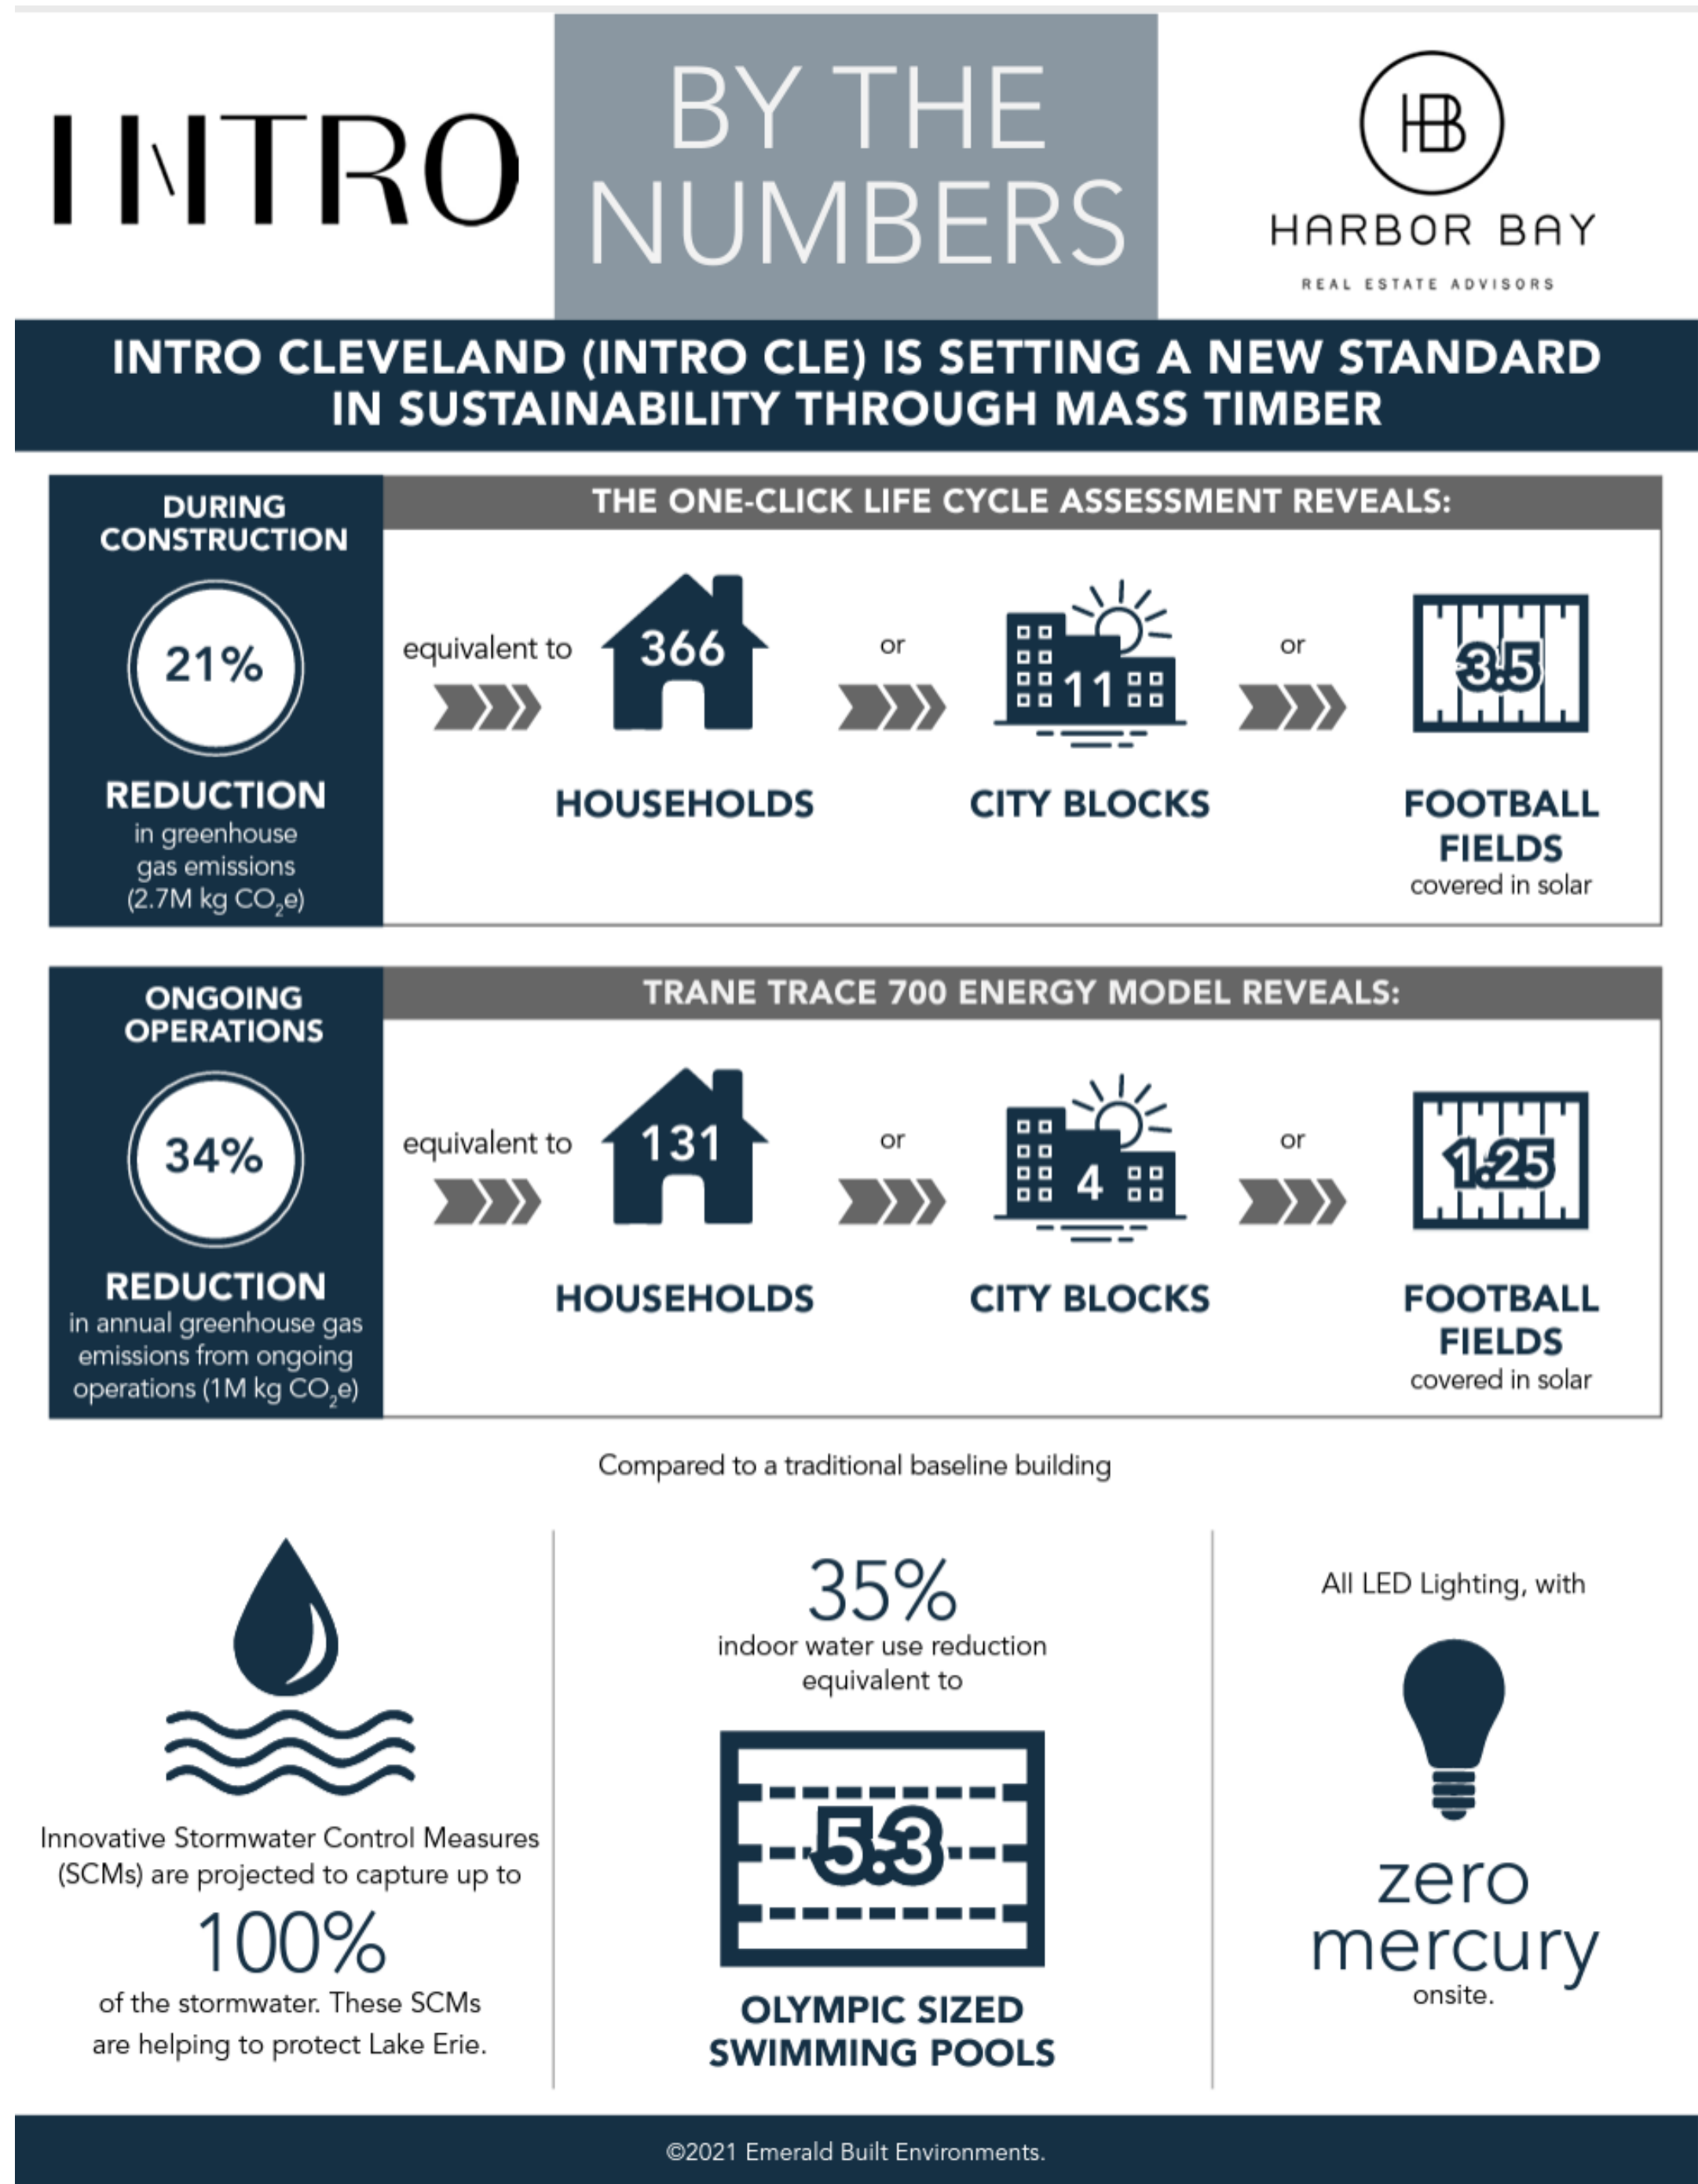 INTRO
BY THE
NUMBERS
HB
HARBOR BAY
REAL ESTATE ADVISORS
INTRO CLEVELAND (INTRO CLE) IS SETTING A NEW STANDARD
IN SUSTAINABILITY THROUGH MASS TIMBER
DURING
CONSTRUCTION
21%
REDUCTION
in greenhouse
gas emissions
(2.7M kg CO₂e)
THE ONE-CLICK LIFE CYCLE ASSESSMENT REVEALS:
equivalent to
366
HOUSEHOLDS
or
11
CITY BLOCKS
or
3.5
FOOTBALL
FIELDS
covered in solar
ONGOING
OPERATIONS
34%
REDUCTION
in annual greenhouse gas
emissions from ongoing
operations (1M kg CO₂e)
TRANE TRACE 700 ENERGY MODEL REVEALS:
equivalent to
131
HOUSEHOLDS
or
4
CITY BLOCKS
or
1.25
FOOTBALL
FIELDS
covered in solar
Compared to a traditional baseline building
Innovative Stormwater Control Measures
(SCMs) are projected to capture up to
100%
of the stormwater. These SCMs
are helping to protect Lake Erie.
35%
indoor water use reduction
equivalent to
5.3
OLYMPIC SIZED
SWIMMING POOLS
All LED Lighting, with
zero
mercury
onsite.
©2021 Emerald Built Environments.